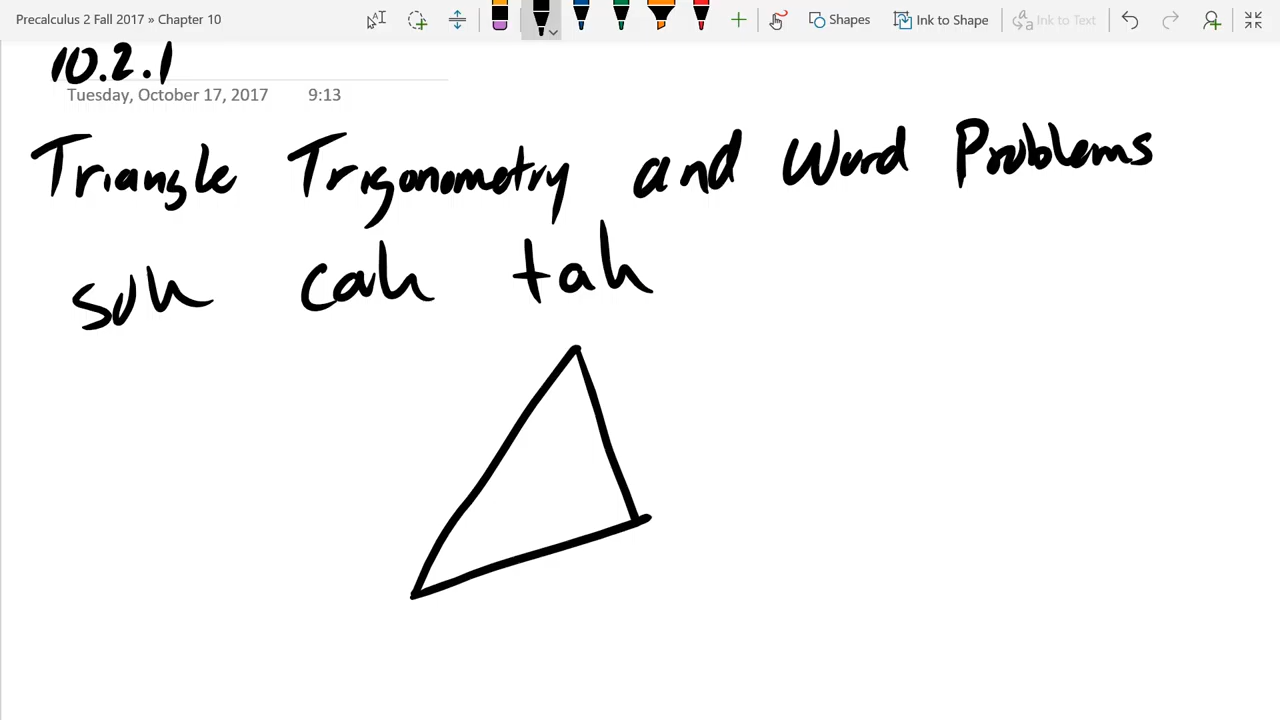 Precalculus 2 Fall 2017 » Chapter 10
Shapes
Ink to Shape
Ink to Text
10.2.1
Tuesday, October 17, 2017 9:13
Triangle Trigonometry and Word Problems
soh cah tah